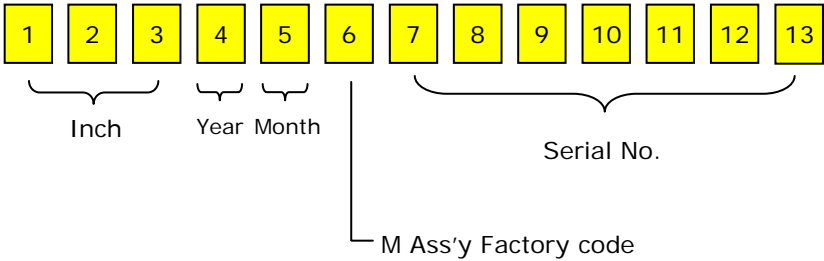 1 2 3 4 5 6 7 8 9 10 11 12 13
Inch Year Month
Serial No.
M Ass'y Factory code